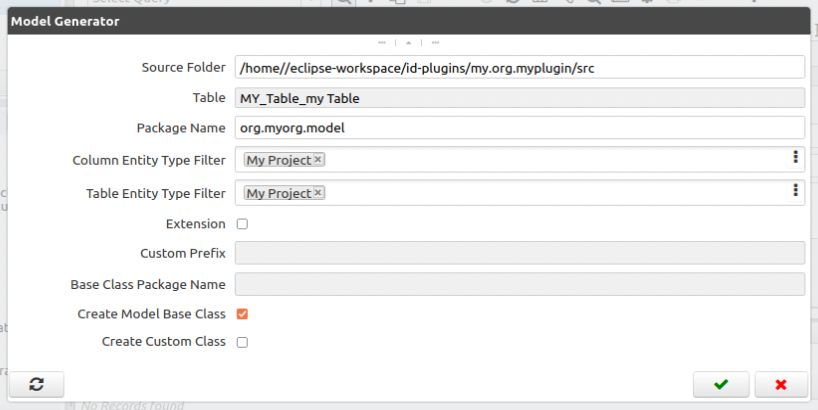 Select Query
Model Generator
Source Folder /home//eclipse-workspace/id-plugins/my.org.myplugin/src
Table MY_Table_my Table
Package Name org.myorg.model
Column Entity Type Filter My Project
Table Entity Type Filter My Project
Extension
Custom Prefix
Base Class Package Name
Create Model Base Class
Create Custom Class
No Records found